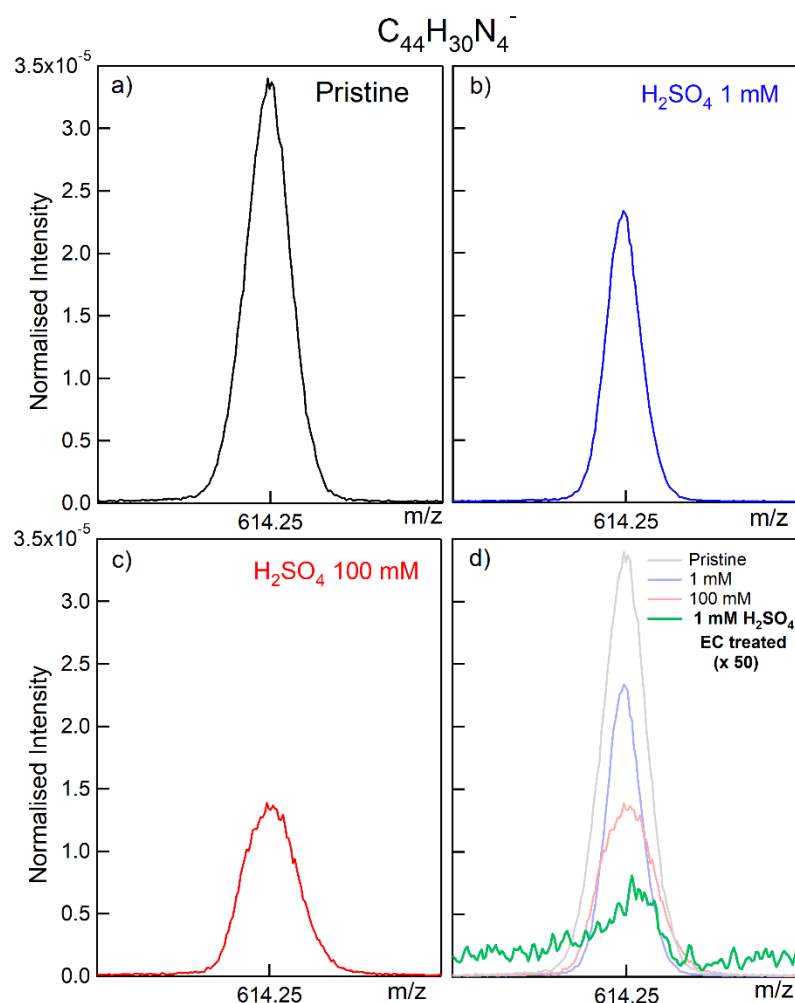 C₄₄H₃₀N₄⁻
3.5x10⁻⁵
a)
Pristine
3.0
2.5
2.0
1.5
1.0
0.5
0.0
Normalised Intensity
614.25
m/z
b)
H₂SO₄ 1 mM
614.25
m/z
3.5x10⁻⁵
c)
H₂SO₄ 100 mM
3.0
2.5
2.0
1.5
1.0
0.5
0.0
Normalised Intensity
614.25
m/z
d)
Pristine
1 mM
100 mM
1 mM H₂SO₄
EC treated
(x 50)
614.25
m/z